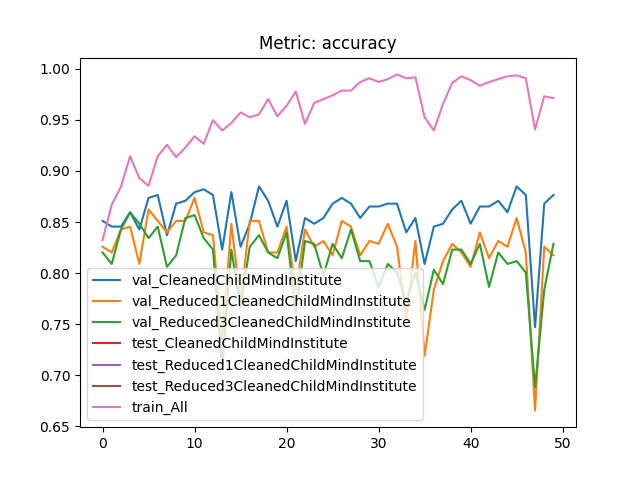 Metric: accuracy
1.00
0.95
0.90
0.85
0.80
0.75
0.70
0.65
val_CleanedChildMindInstitute
val_Reduced1CleanedChildMindInstitute
val_Reduced3CleanedChildMindInstitute
test_CleanedChildMindInstitute
test_Reduced1CleanedChildMindInstitute
test_Reduced3CleanedChildMindInstitute
train_All
0 10 20 30 40 50